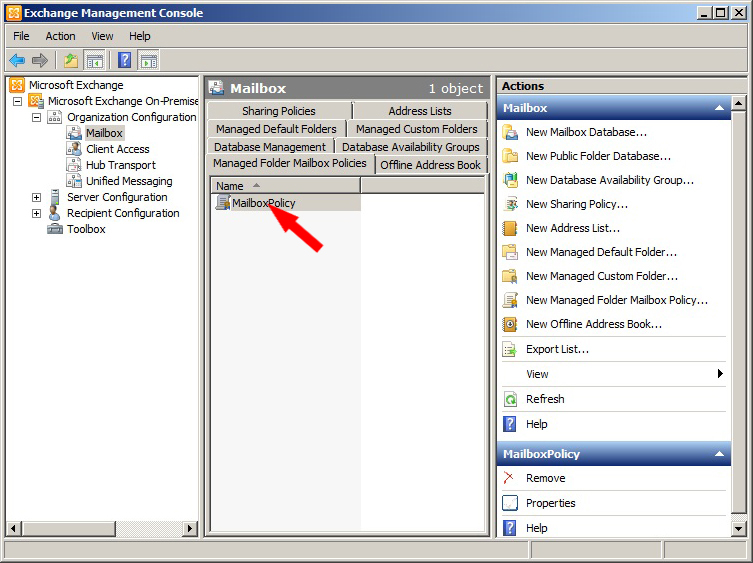 Exchange Management Console
File Action View Help
Microsoft Exchange
Microsoft Exchange On-Premise
Organization Configuration
Mailbox
Client Access
Hub Transport
Unified Messaging
Server Configuration
Recipient Configuration
Toolbox
Mailbox 1 object
Sharing Policies Address Lists
Managed Default Folders Managed Custom Folders
Database Management Database Availability Groups
Managed Folder Mailbox Policies Offline Address Book
Name
MailboxPolicy
Actions
Mailbox
New Mailbox Database...
New Public Folder Database...
New Database Availability Group...
New Sharing Policy...
New Address List...
New Managed Default Folder...
New Managed Custom Folder...
New Managed Folder Mailbox Policy...
New Offline Address Book...
Export List...
View
Refresh
Help
MailboxPolicy
Remove
Properties
Help